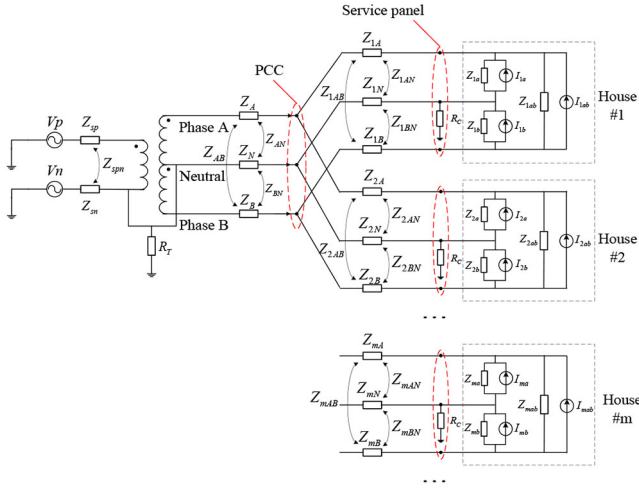 Service panel
PCC
Z1A
Z1AN
Z1N
Z1AB
Z1BN
Z1B
RC
Z1a
I1a
Z1b
I1b
Z1ab
I1ab
House
#1
Vp
Zsp
Vn
Zsn
Zspn
RT
Phase A
Neutral
Phase B
ZA
ZAN
ZAB
ZN
ZBN
ZB
Z2A
Z2AN
Z2N
Z2AB
Z2BN
Z2B
RC
Z2a
I2a
Z2b
I2b
Z2ab
I2ab
House
#2
...
ZmA
ZmAN
ZmN
ZmAB
ZmBN
ZmB
RC
Zma
Ima
Zmb
Imb
Zmab
Imab
House
#m
...